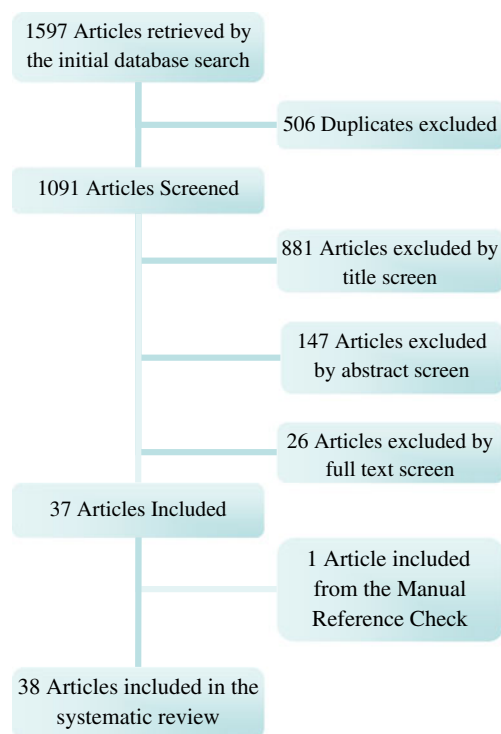 1597 Articles retrieved by
the initial database search
506 Duplicates excluded
1091 Articles Screened
881 Articles excluded by
title screen
147 Articles excluded
by abstract screen
26 Articles excluded by
full text screen
37 Articles Included
1 Article included
from the Manual
Reference Check
38 Articles included in the
systematic review